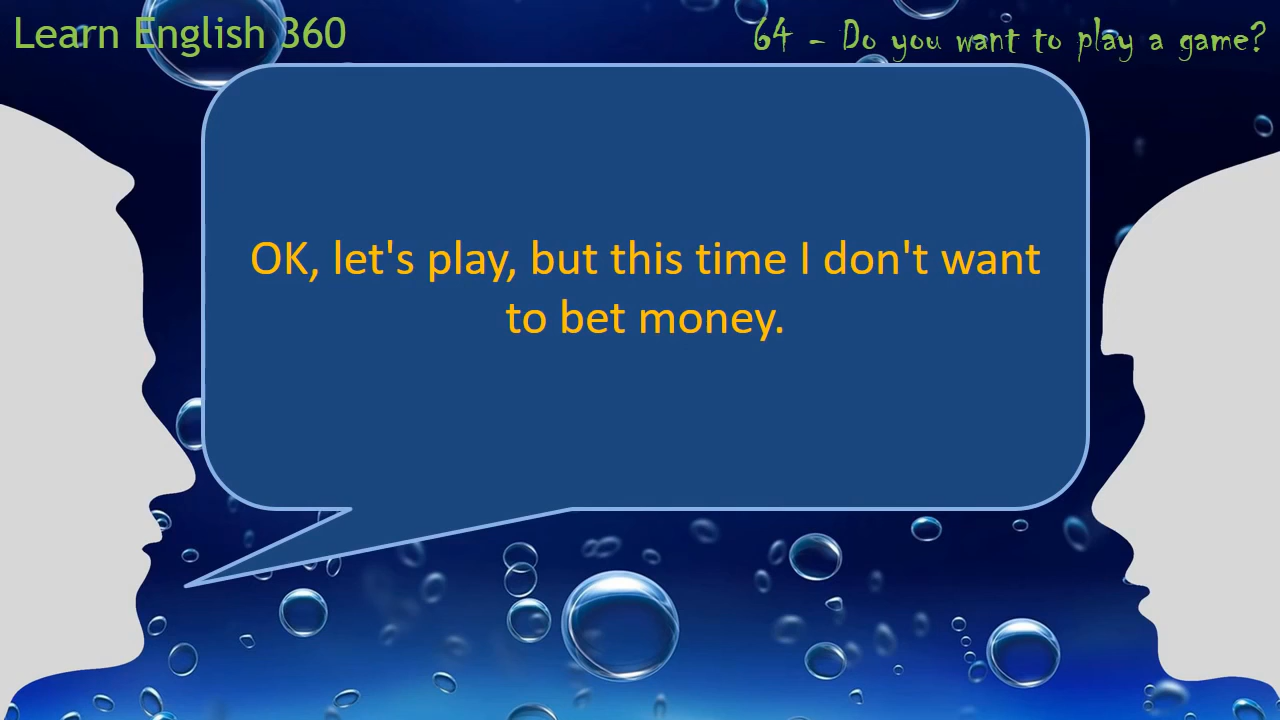 Learn English 360
64 - Do you want to play a game?
OK, let's play, but this time I don't want
to bet money.